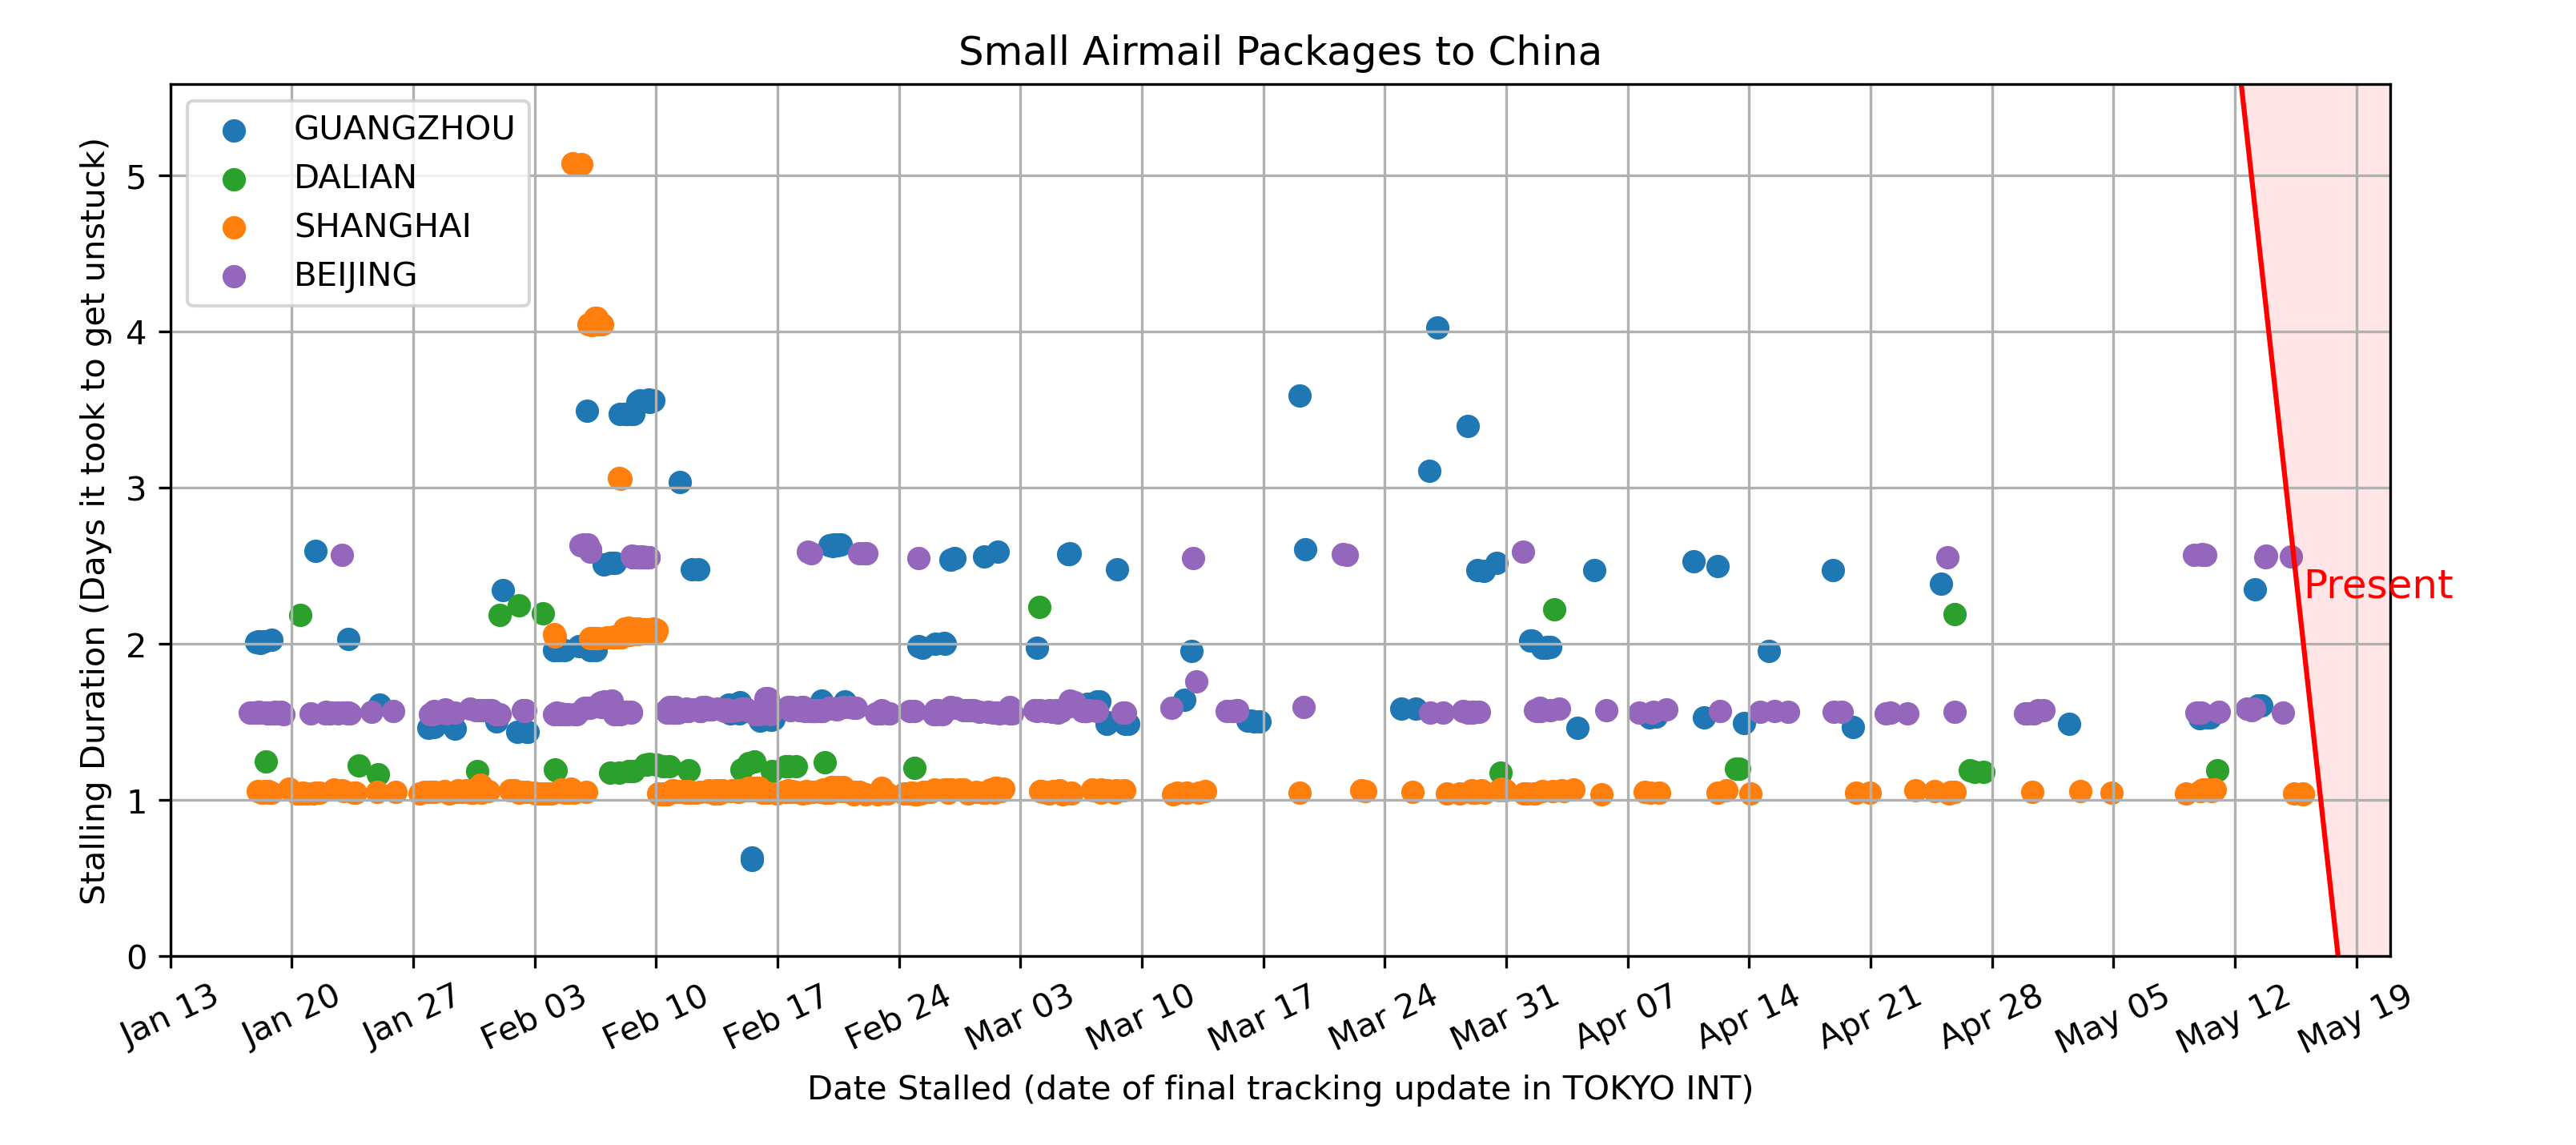 Small Airmail Packages to China
GUANGZHOU
DALIAN
SHANGHAI
BEIJING
Stalling Duration (Days it took to get unstuck)
5
4
3
2
1
0
Present
Jan 13
Jan 20
Jan 27
Feb 03
Feb 10
Feb 17
Feb 24
Mar 03
Mar 10
Mar 17
Mar 24
Mar 31
Apr 07
Apr 14
Apr 21
Apr 28
May 05
May 12
May 19
Date Stalled (date of final tracking update in TOKYO INT)